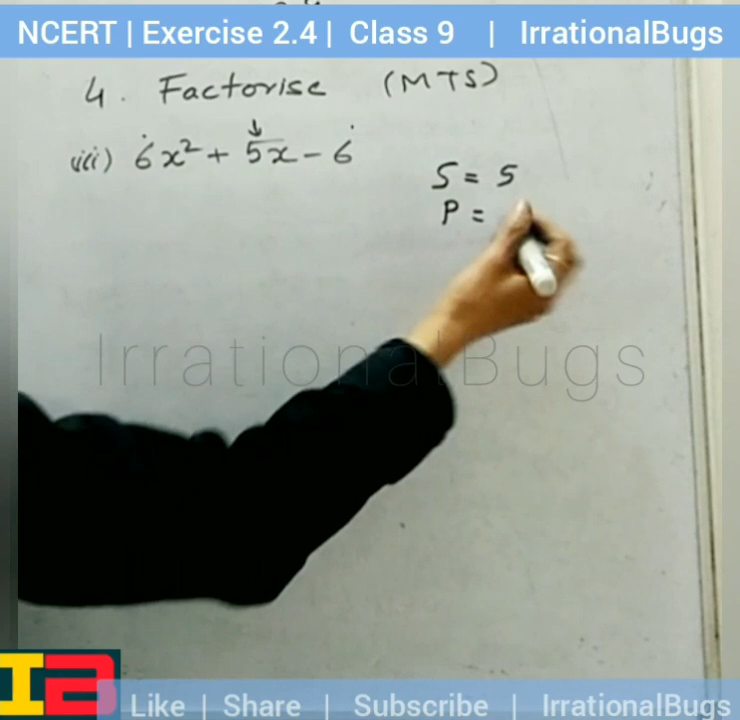 NCERT | Exercise 2.4 | Class 9 | IrrationalBugs
4. Factorise (MTS)
(iii) 6x² + 5x - 6
S = 5
P =
IrrationalBugs
Like | Share | Subscribe | IrrationalBugs